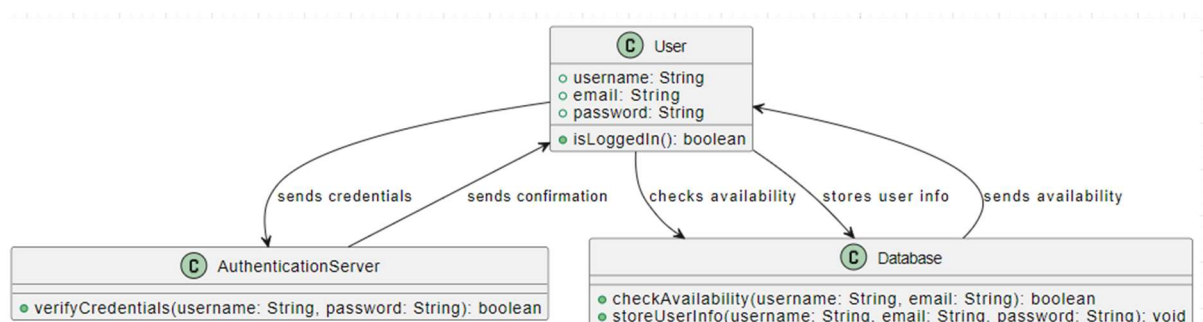 C User
username: String
email: String
password: String
isLoggedIn(): boolean
sends credentials
sends confirmation
checks availability
stores user info
sends availability
C AuthenticationServer
verifyCredentials(username: String, password: String): boolean
C Database
checkAvailability(username: String, email: String): boolean
storeUserInfo(username: String, email: String, password: String): void